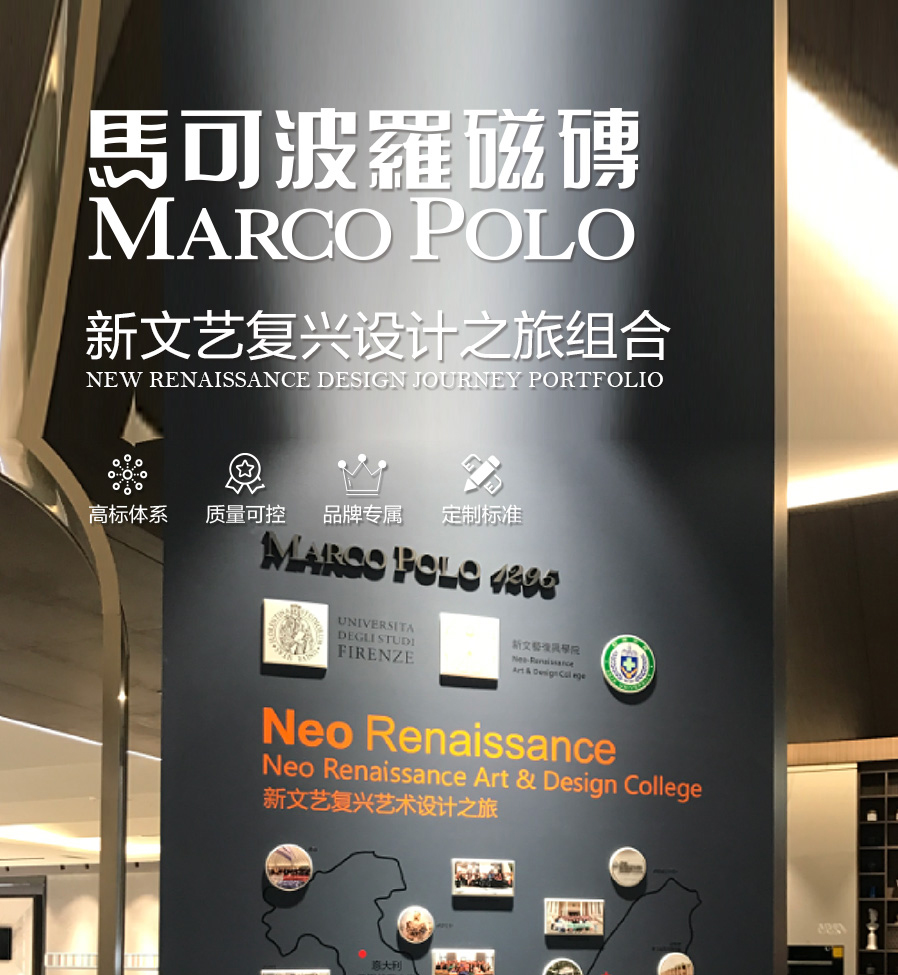 馬可波羅磁磚
MARCO POLO
新文艺复兴设计之旅组合
NEW RENAISSANCE DESIGN JOURNEY PORTFOLIO
高标体系
质量可控
品牌专属
定制标准
MARCO POLO 1295
UNIVERSITA
DEGLI STUDI
FIRENZE
新文藝復興學院
Neo-Renaissance
Art & Design College
Neo Renaissance
Neo Renaissance Art & Design College
新文艺复兴艺术设计之旅
意大利